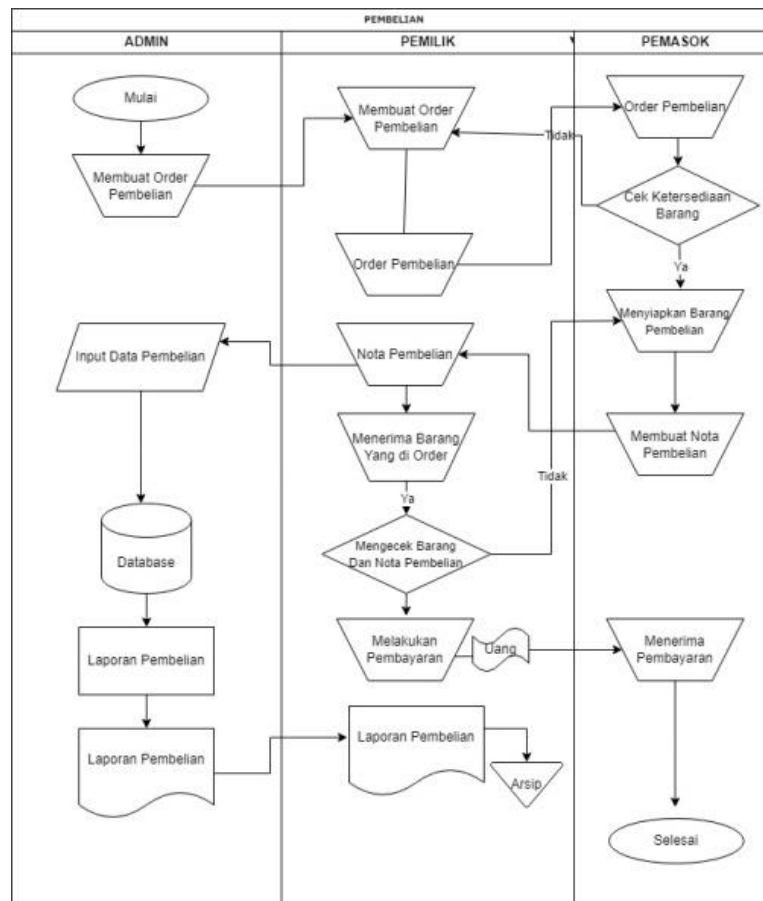 PEMBELIAN
ADMIN
PEMILIK
PEMASOK
Mulai
Membuat Order
Pembelian
Order Pembelian
Tidak
Membuat Order
Pembelian
Cek Ketersediaan
Barang
Order Pembelian
Ya
Menyiapkan Barang
Pembelian
Input Data Pembelian
Nota Pembelian
Menerima Barang
Yang di Order
Membuat Nota
Pembelian
Tidak
Ya
Mengecek Barang
Dan Nota Pembelian
Database
Laporan Pembelian
Melakukan
Pembayaran
Uang
Menerima
Pembayaran
Laporan Pembelian
Laporan Pembelian
Arsip
Selesai